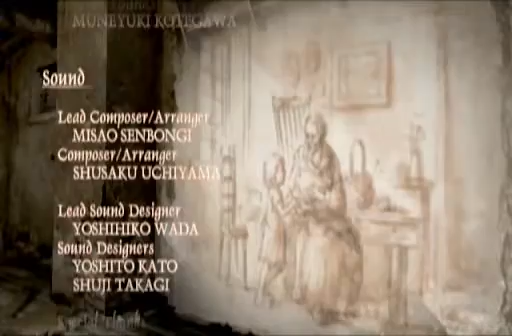 MUNEYUKI KOTEGAWA
Sound
Lead Composer/Arranger
MISAO SENBONGI
Composer/Arranger
SHUSAKU UCHIYAMA
Lead Sound Designer
YOSHIHIKO WADA
Sound Designers
YOSHITO KATO
SHUJI TAKAGI